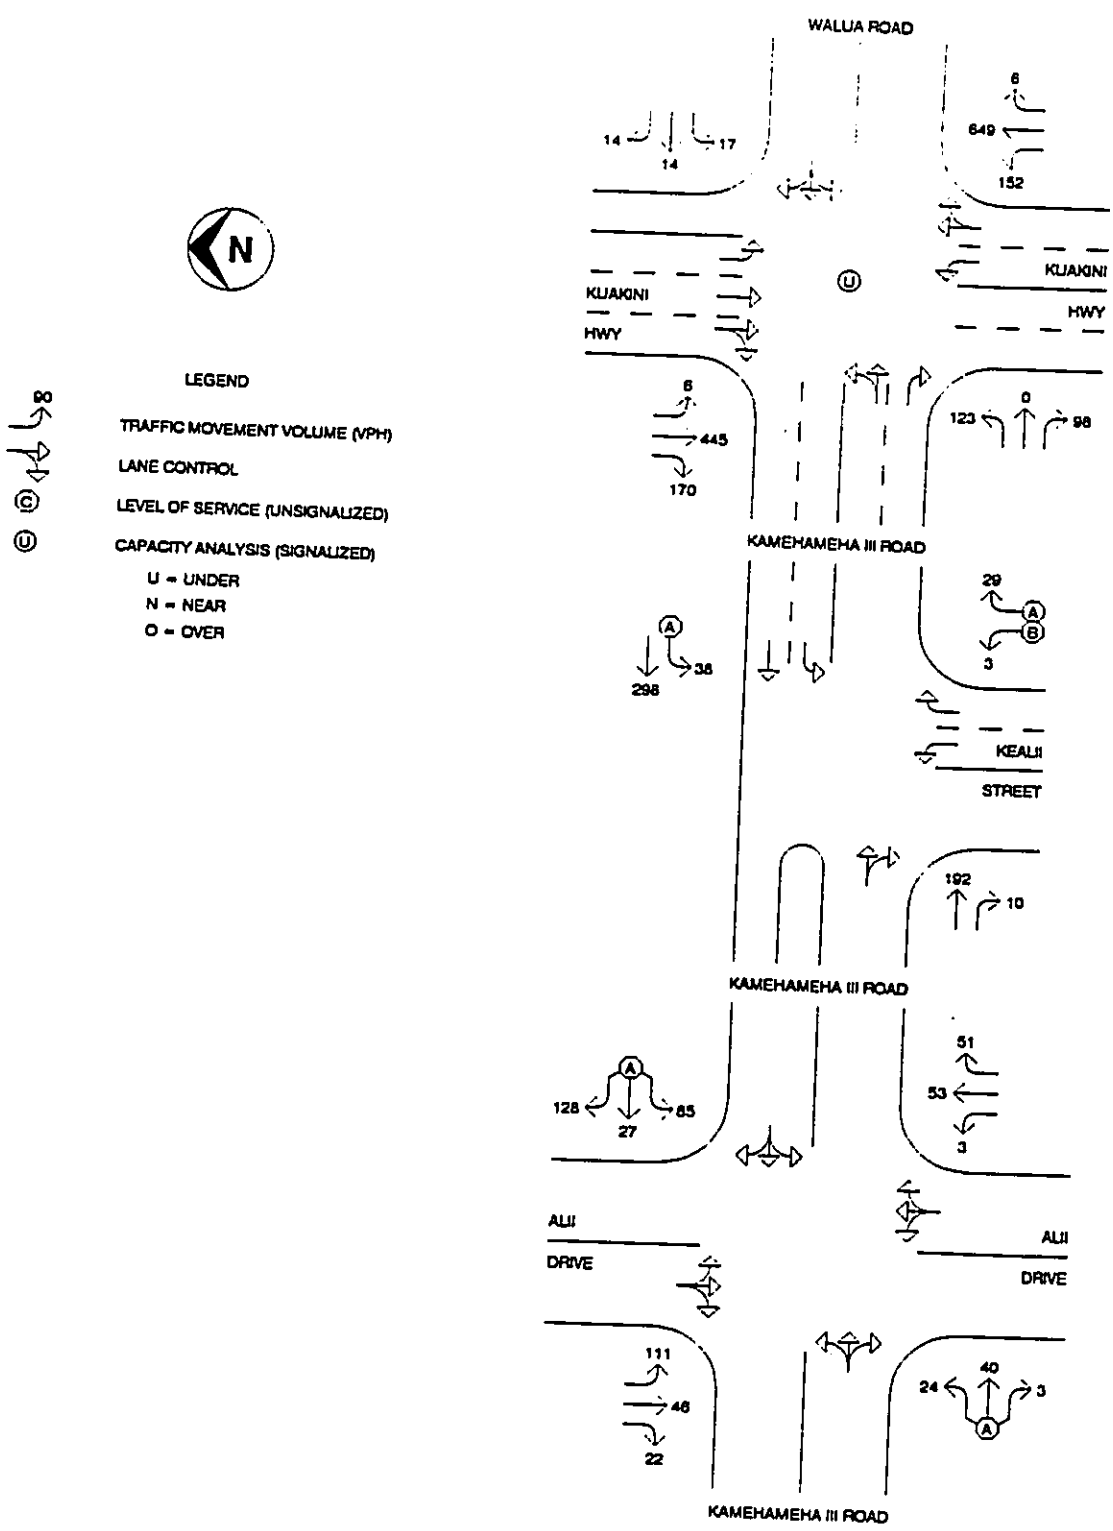 WALUA ROAD
6
649
152
14
14
17
N
KUAKINI
HWY
U
KUAKINI
HWY
LEGEND
90
TRAFFIC MOVEMENT VOLUME (VPH)
LANE CONTROL
C
LEVEL OF SERVICE (UNSIGNALIZED)
U
CAPACITY ANALYSIS (SIGNALIZED)
U = UNDER
N = NEAR
O = OVER
6
445
170
0
123
98
KAMEHAMEHA III ROAD
A
298
38
29
A
B
3
KEALII
STREET
192
10
KAMEHAMEHA III ROAD
A
128
27
85
51
53
3
ALII
DRIVE
ALII
DRIVE
111
46
22
40
24
3
A
KAMEHAMEHA III ROAD